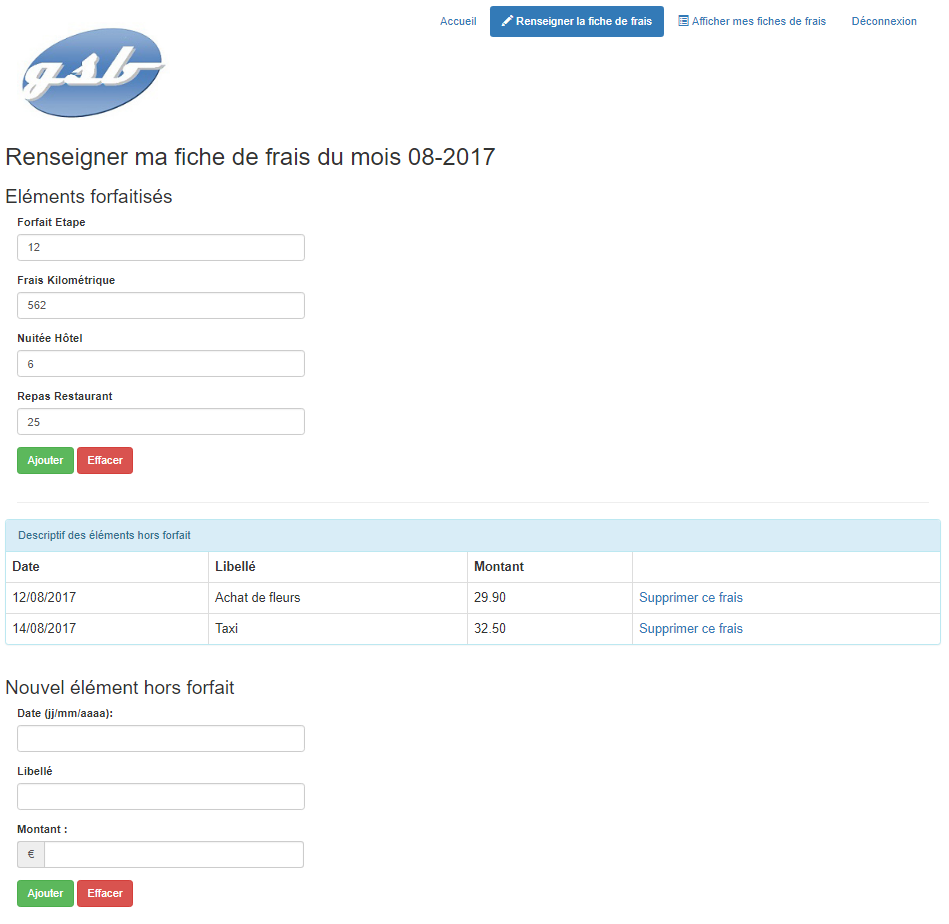 Accueil Renseigner la fiche de frais Afficher mes fiches de frais Déconnexion
gsb
Renseigner ma fiche de frais du mois 08-2017
Eléments forfaitisés
Forfait Etape
12
Frais Kilométrique
562
Nuitée Hôtel
6
Repas Restaurant
25
Ajouter Effacer
Descriptif des éléments hors forfait
Date Libellé Montant
12/08/2017 Achat de fleurs 29.90 Supprimer ce frais
14/08/2017 Taxi 32.50 Supprimer ce frais
Nouvel élément hors forfait
Date (jj/mm/aaaa):
Libellé
Montant :
€
Ajouter Effacer